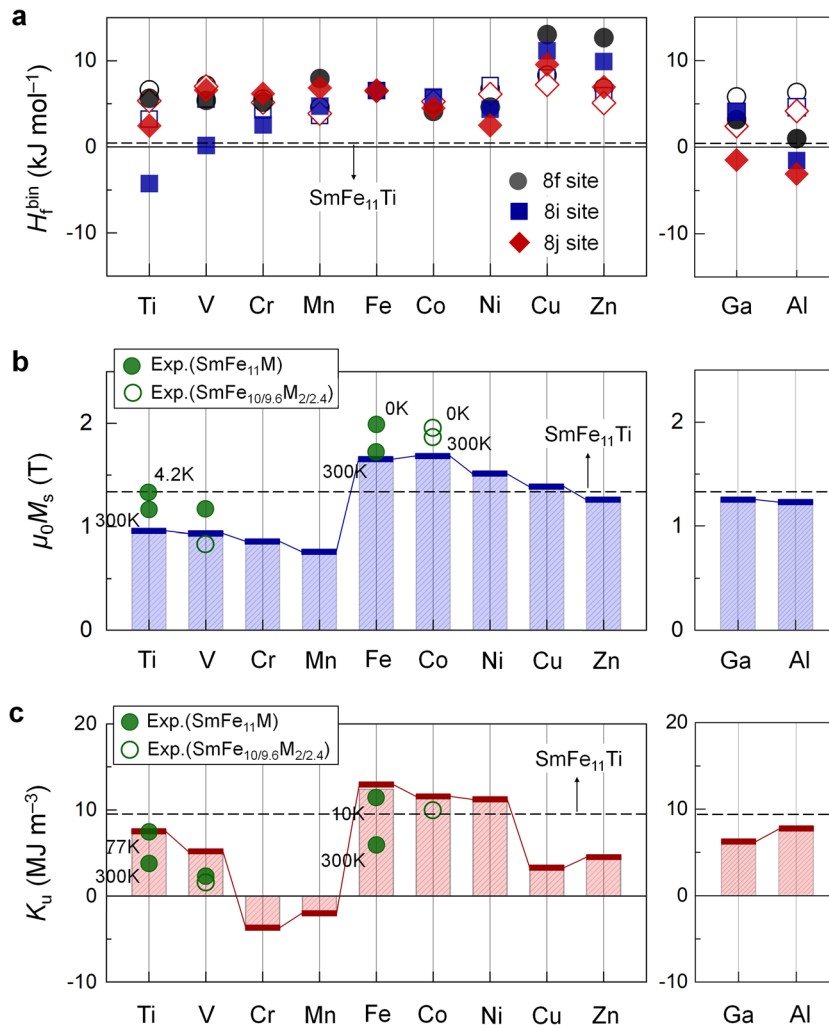 a
10
0
-10
H_f^bin (kJ mol⁻¹)
SmFe₁₁Ti
8f site
8i site
8j site
Ti V Cr Mn Fe Co Ni Cu Zn
10
0
-10
Ga Al
b
Exp.(SmFe₁₁M)
Exp.(SmFe₁₀/₉.₆M₂/₂.₄)
2
1
0
μ₀Mₛ (T)
4.2K
300K
0K
300K
0K
300K
SmFe₁₁Ti
Ti V Cr Mn Fe Co Ni Cu Zn
2
1
0
Ga Al
c
Exp.(SmFe₁₁M)
Exp.(SmFe₁₀/₉.₆M₂/₂.₄)
20
10
0
-10
Kᵤ (MJ m⁻³)
77K
300K
10K
300K
SmFe₁₁Ti
Ti V Cr Mn Fe Co Ni Cu Zn
20
10
0
-10
Ga Al